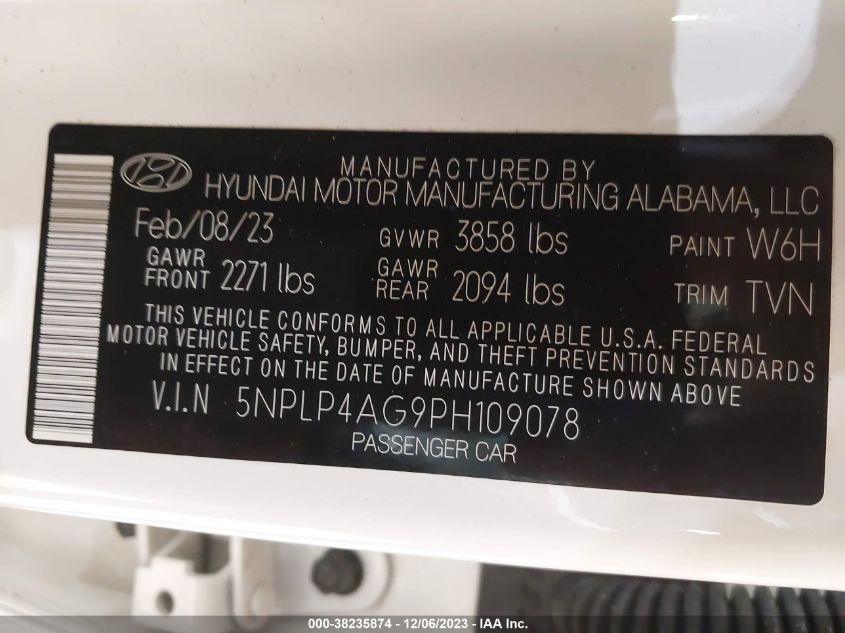 MANUFACTURED BY
HYUNDAI MOTOR MANUFACTURING ALABAMA, LLC
Feb/08/23 GVWR 3858 lbs PAINT W6H
GAWR FRONT 2271 lbs GAWR REAR 2094 lbs TRIM TVN
THIS VEHICLE CONFORMS TO ALL APPLICABLE U.S.A. FEDERAL
MOTOR VEHICLE SAFETY, BUMPER, AND THEFT PREVENTION STANDARDS
IN EFFECT ON THE DATE OF MANUFACTURE SHOWN ABOVE
V.I.N 5NPLP4AG9PH109078
PASSENGER CAR
000-38235874 - 12/06/2023 - IAA Inc.